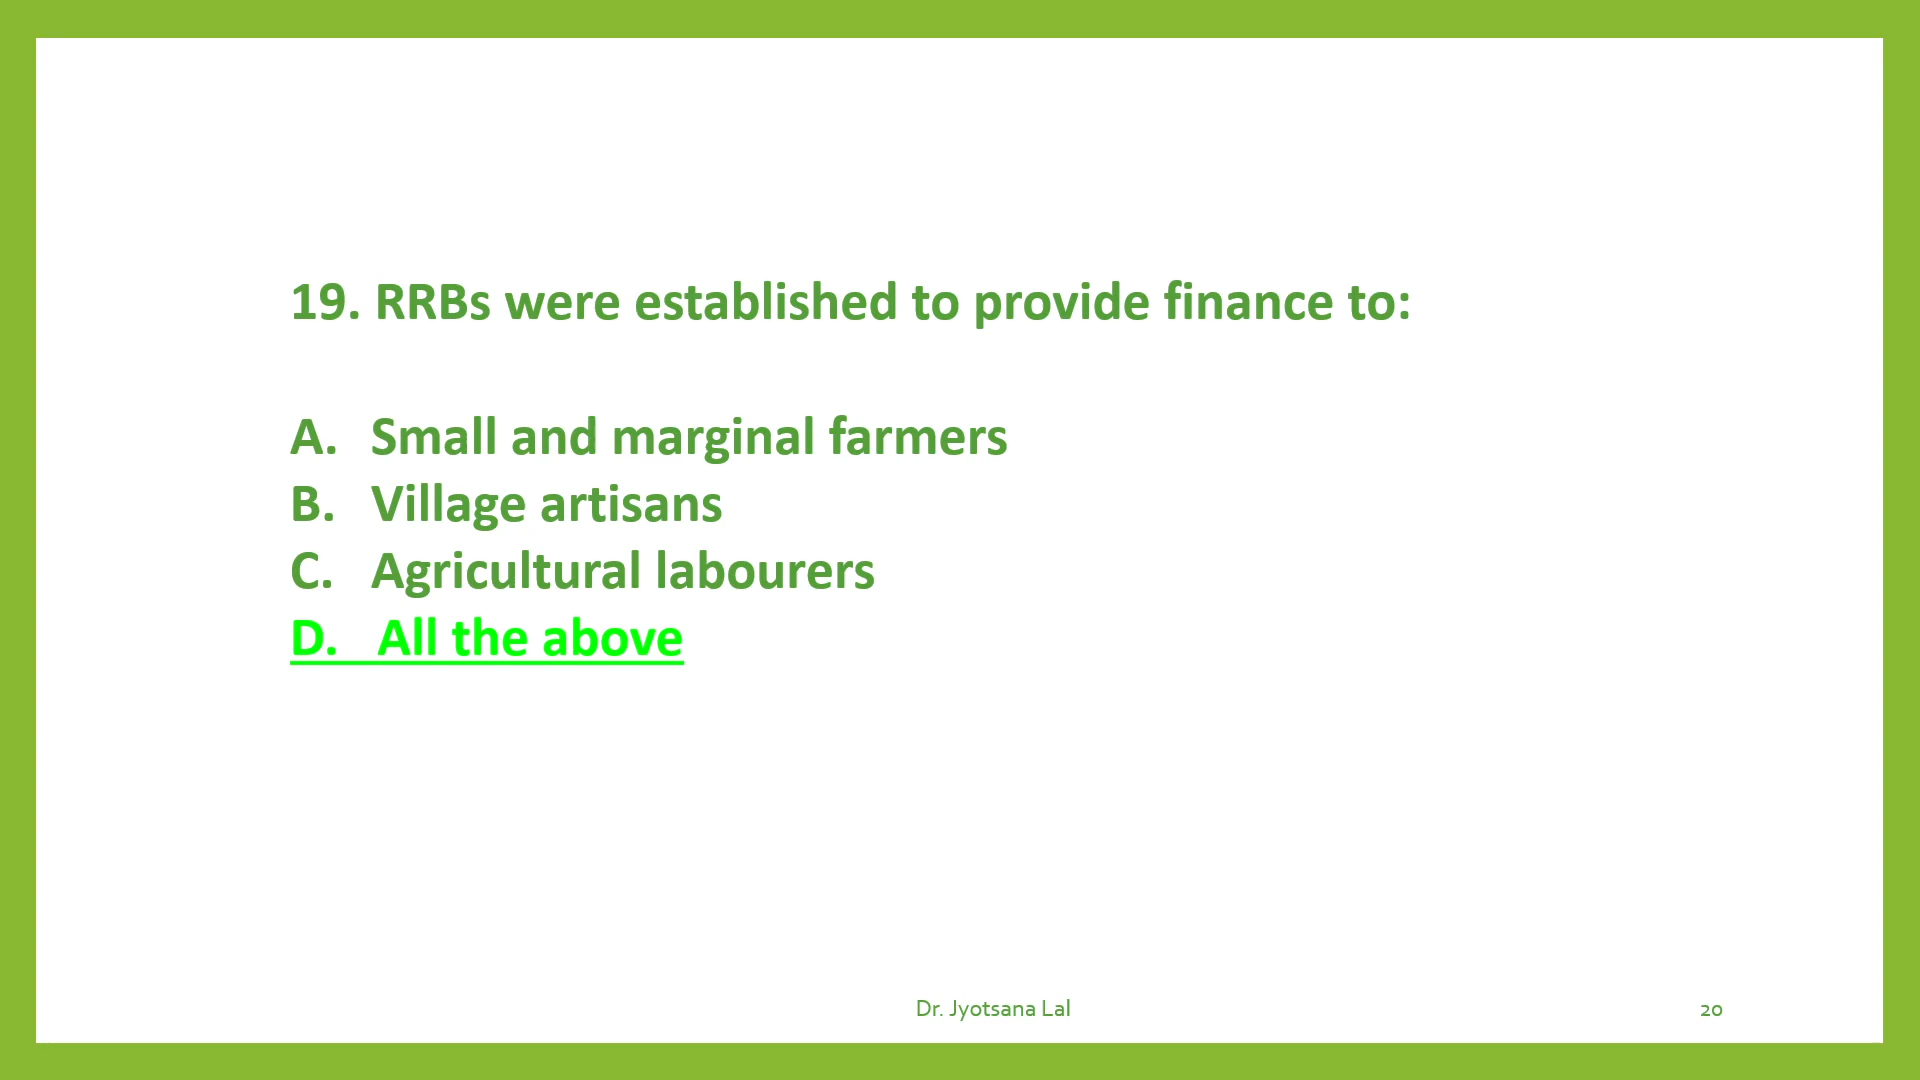 19. RRBs were established to provide finance to:
A. Small and marginal farmers
B. Village artisans
C. Agricultural labourers
D. All the above
Dr. Jyotsana Lal
20